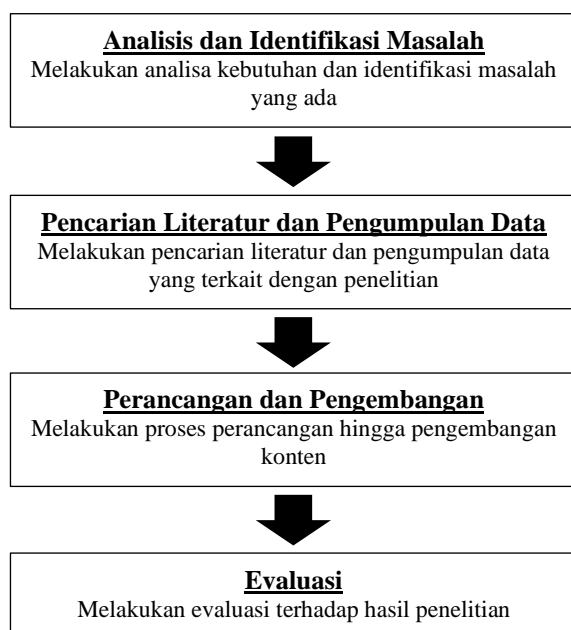 Analisis dan Identifikasi Masalah
Melakukan analisa kebutuhan dan identifikasi masalah
yang ada
Pencarian Literatur dan Pengumpulan Data
Melakukan pencarian literatur dan pengumpulan data
yang terkait dengan penelitian
Perancangan dan Pengembangan
Melakukan proses perancangan hingga pengembangan
konten
Evaluasi
Melakukan evaluasi terhadap hasil penelitian